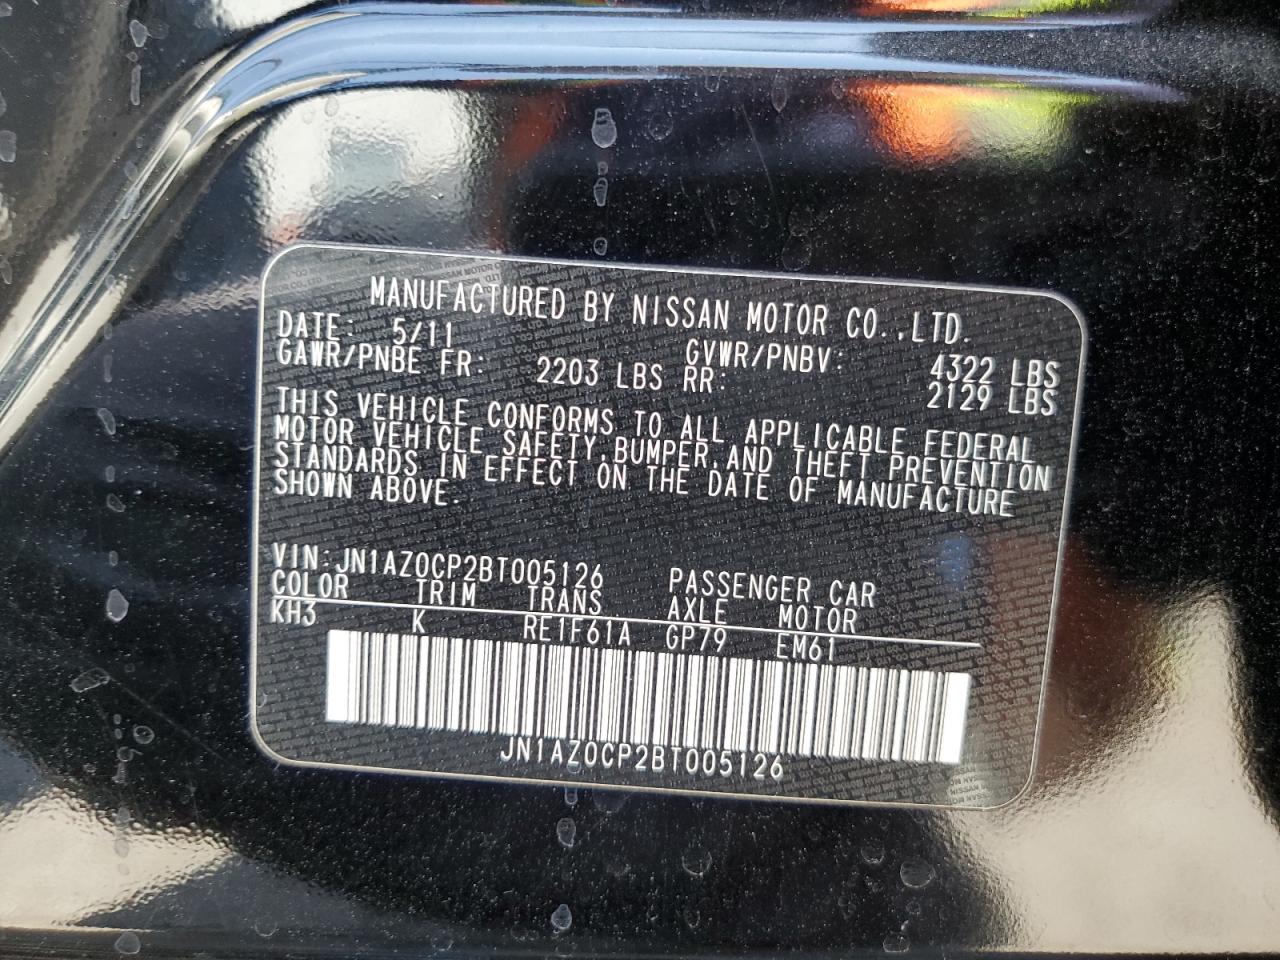 MANUFACTURED BY NISSAN MOTOR CO.,LTD.
DATE: 5/11 GVWR/PNBV: 4322 LBS
GAWR/PNBE FR: 2203 LBS RR: 2129 LBS
THIS VEHICLE CONFORMS TO ALL APPLICABLE FEDERAL
MOTOR VEHICLE SAFETY,BUMPER,AND THEFT PREVENTION
STANDARDS IN EFFECT ON THE DATE OF MANUFACTURE
SHOWN ABOVE.
VIN:JN1AZ0CP2BT005126 PASSENGER CAR
COLOR TRIM TRANS AXLE MOTOR
KH3 K RE1F61A GP79 EM61
JN1AZ0CP2BT005126